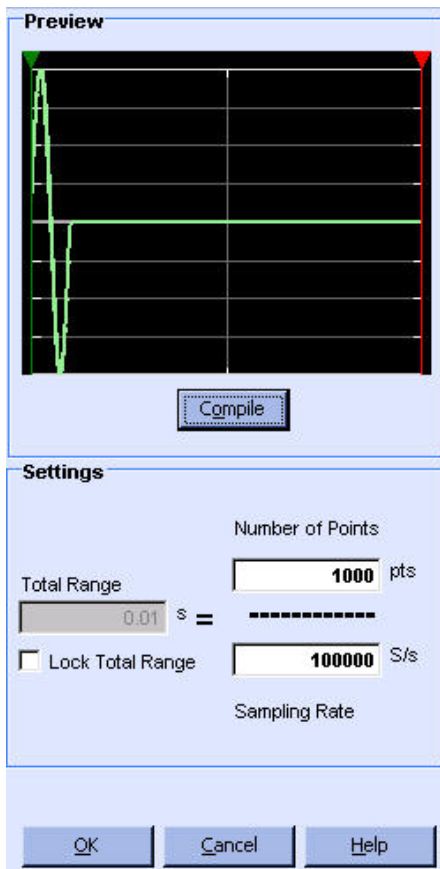 Preview
Compile
Settings
Number of Points
1000 pts
Total Range
0.01 s =
------------
Lock Total Range
100000 S/s
Sampling Rate
OK Cancel Help